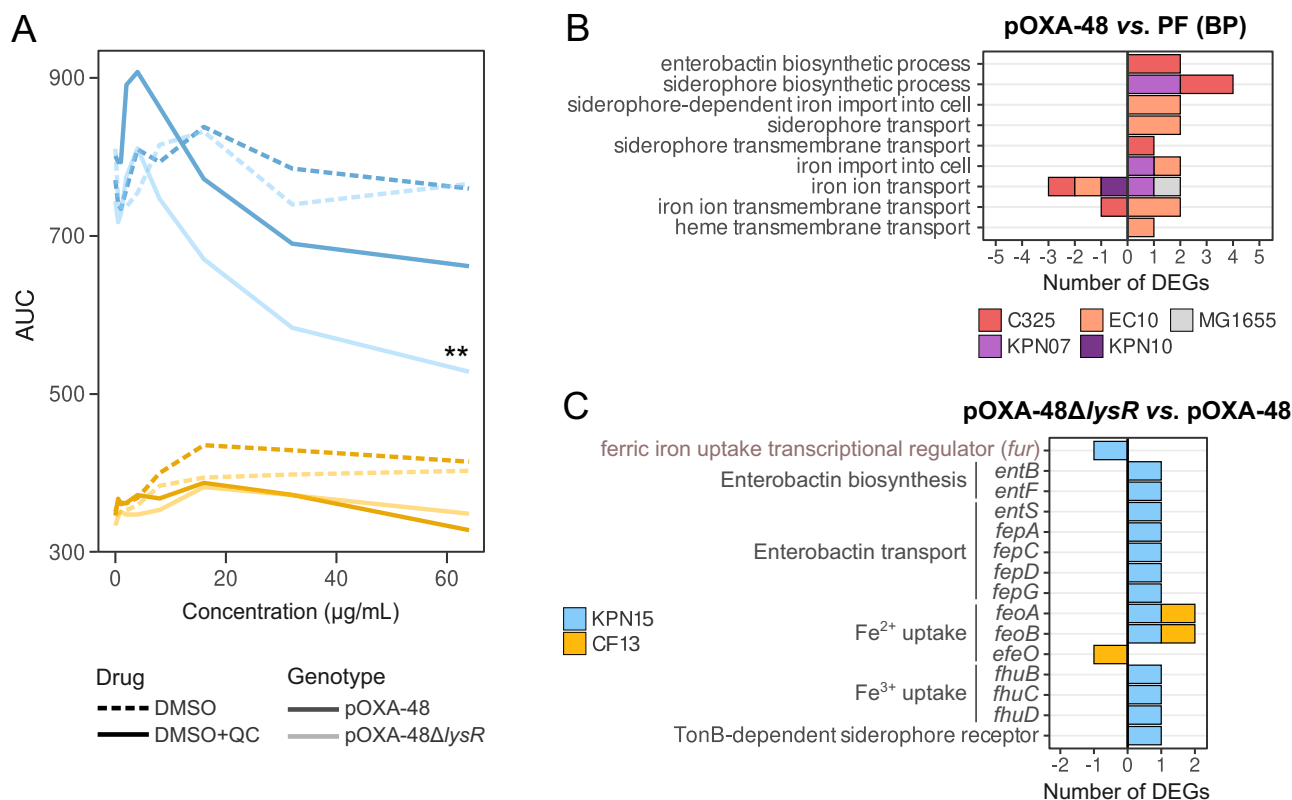 A
900
700
500
300
AUC
**
0 20 40 60
Concentration (µg/mL)
Drug
DMSO
DMSO+QC
Genotype
pOXA-48
pOXA-48ΔlysR
B
pOXA-48 vs. PF (BP)
enterobactin biosynthetic process
siderophore biosynthetic process
siderophore-dependent iron import into cell
siderophore transport
siderophore transmembrane transport
iron import into cell
iron ion transport
iron ion transmembrane transport
heme transmembrane transport
-5 -4 -3 -2 -1 0 1 2 3 4 5
Number of DEGs
C325 EC10 MG1655
KPN07 KPN10
C
pOXA-48ΔlysR vs. pOXA-48
ferric iron uptake transcriptional regulator (fur)
Enterobactin biosynthesis
entB
entF
Enterobactin transport
entS
fepA
fepC
fepD
fepG
Fe2+ uptake
feoA
feoB
efeO
Fe3+ uptake
fhuB
fhuC
fhuD
TonB-dependent siderophore receptor
KPN15
CF13
-2 -1 0 1 2
Number of DEGs